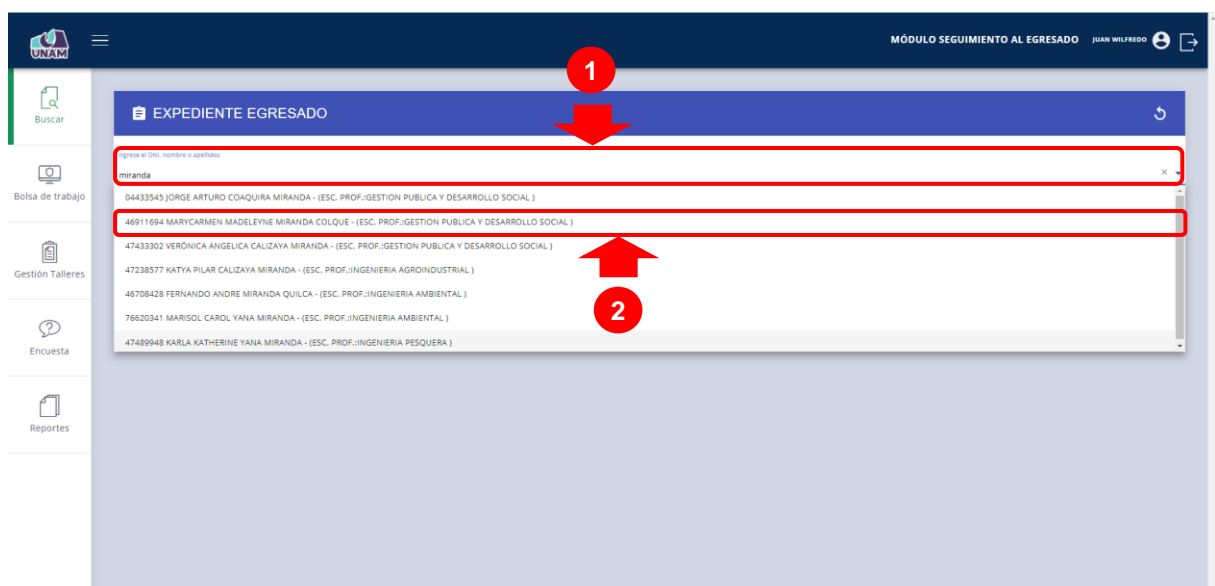 UNAM
MÓDULO SEGUIMIENTO AL EGRESADO JUAN WILFREDO
1
Buscar
EXPEDIENTE EGRESADO
Ingrese el DNI, nombre o apellidos
miranda
04433545 JORGE ARTURO COAQUIRA MIRANDA - (ESC. PROF.:GESTION PUBLICA Y DESARROLLO SOCIAL )
46911694 MARYCARMEN MADELEYNE MIRANDA COLQUE - (ESC. PROF.:GESTION PUBLICA Y DESARROLLO SOCIAL )
47433302 VERÓNICA ANGELICA CALIZAYA MIRANDA - (ESC. PROF.:GESTION PUBLICA Y DESARROLLO SOCIAL )
47238577 KATYA PILAR CALIZAYA MIRANDA - (ESC. PROF.:INGENIERIA AGROINDUSTRIAL )
46708428 FERNANDO ANDRE MIRANDA QUILCA - (ESC. PROF.:INGENIERIA AMBIENTAL )
76620341 MARISOL CAROL YANA MIRANDA - (ESC. PROF.:INGENIERIA AMBIENTAL )
47489948 KARLA KATHERINE YANA MIRANDA - (ESC. PROF.:INGENIERIA PESQUERA )
2
Bolsa de trabajo
Gestión Talleres
Encuesta
Reportes